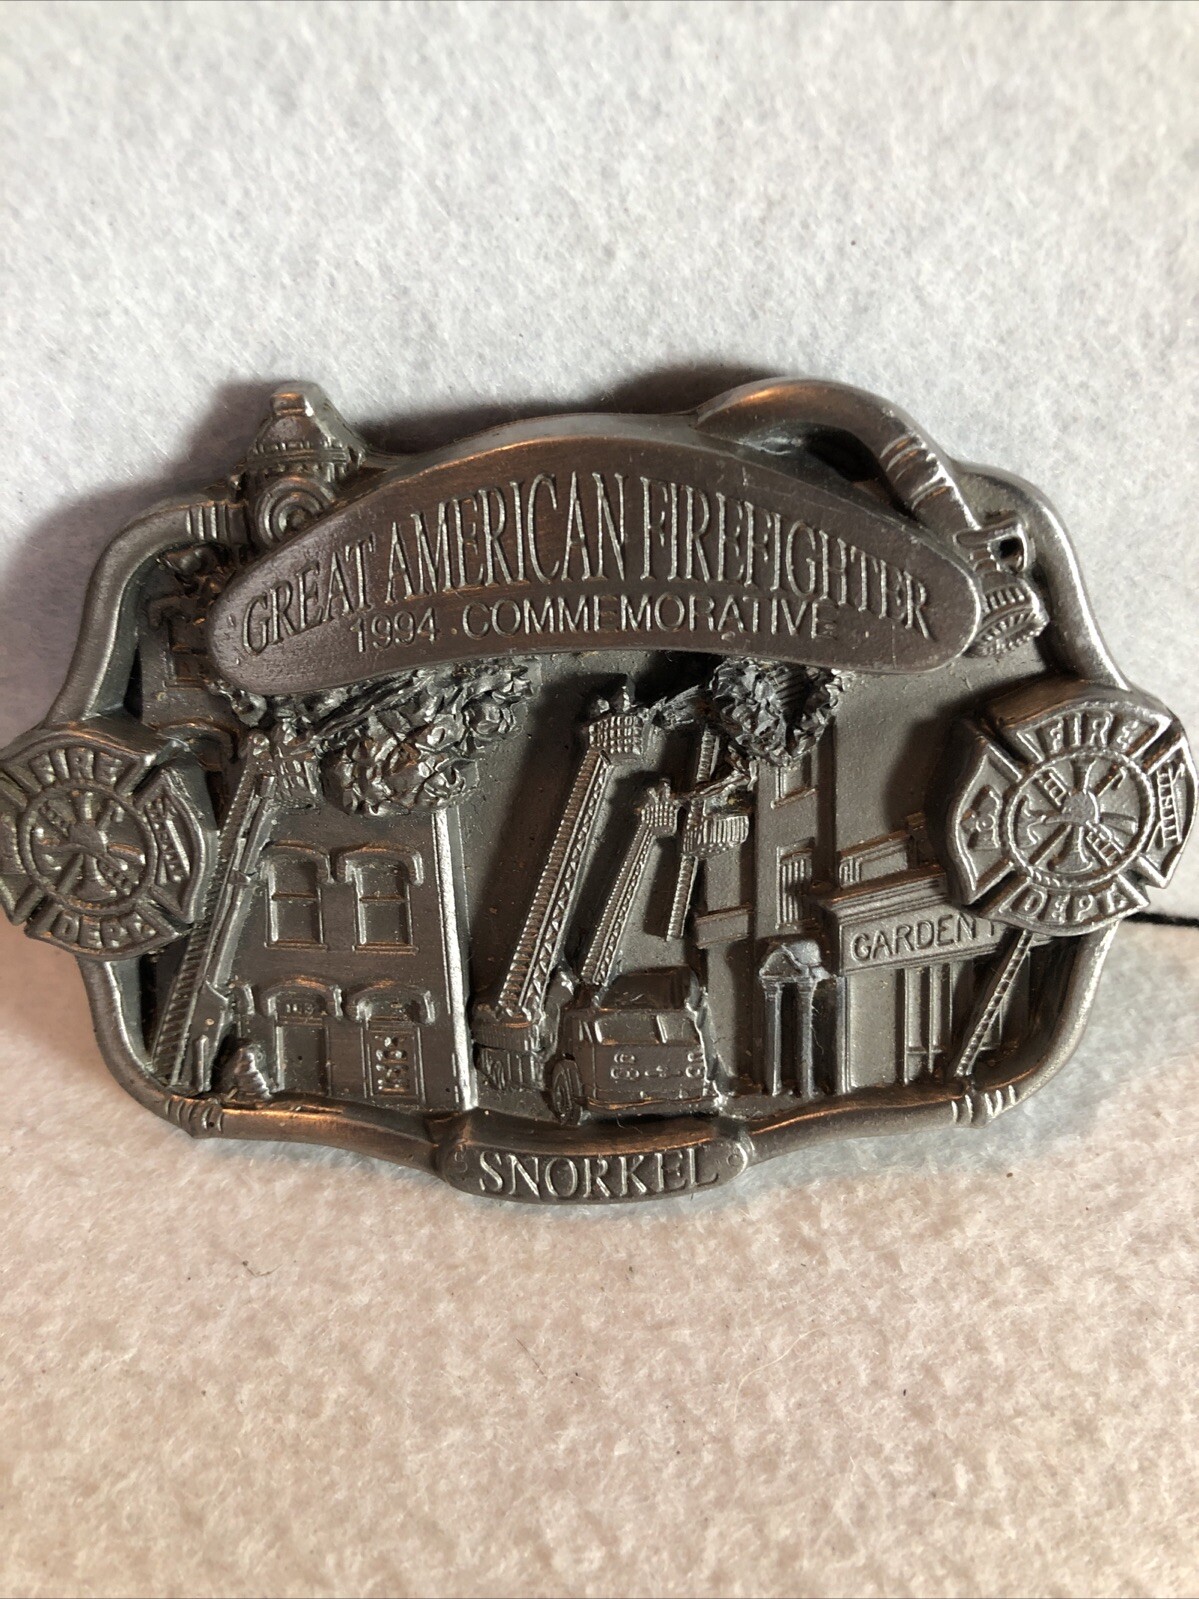 GREAT AMERICAN FIREFIGHTER
1994 COMMEMORATIVE
FIRE
DEPT.
FIRE
DEPT.
GARDEN
SNORKEL